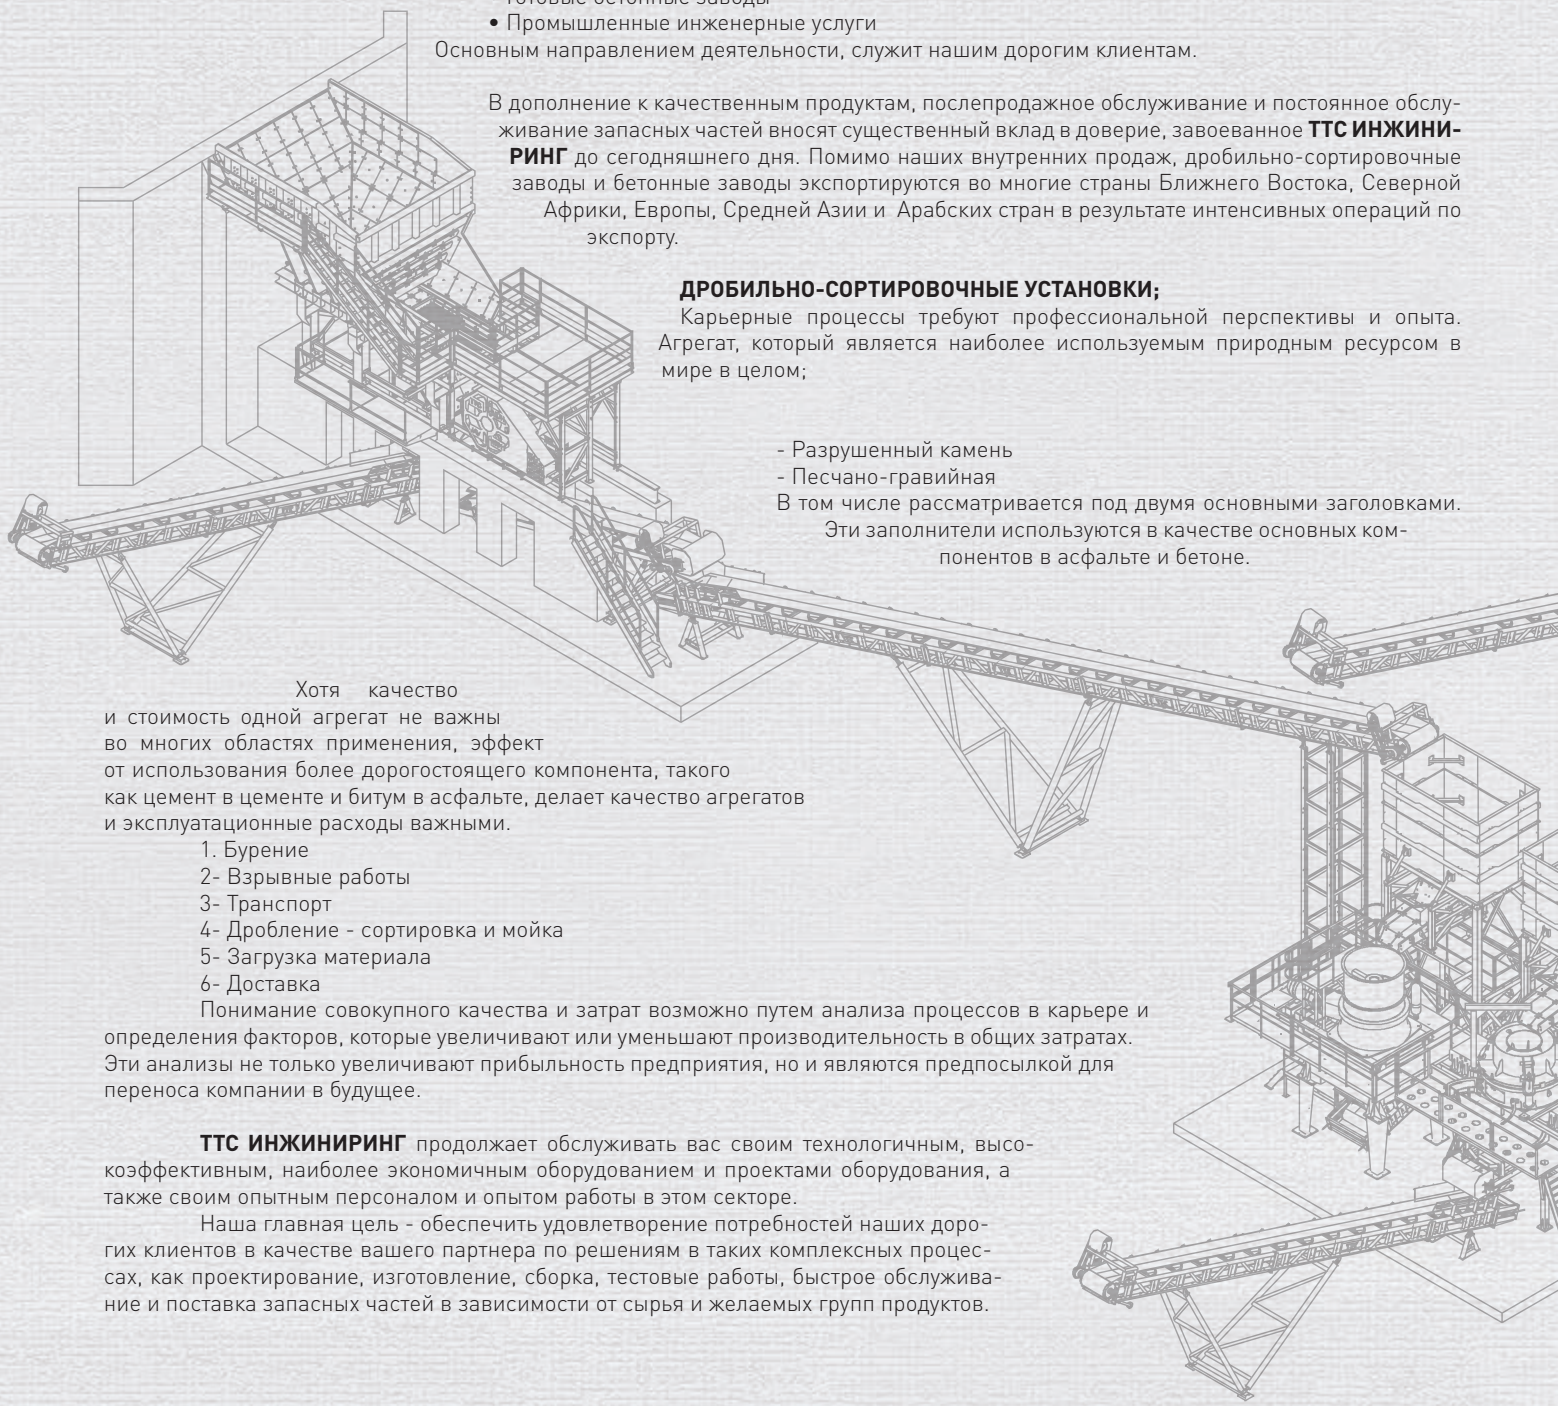 Готовые бетонные заводы
• Промышленные инженерные услуги
Основным направлением деятельности, служит нашим дорогим клиентам.
В дополнение к качественным продуктам, послепродажное обслуживание и постоянное обслу-
живание запасных частей вносят существенный вклад в доверие, завоеванное ТТС ИНЖИНИ-
РИНГ до сегодняшнего дня. Помимо наших внутренних продаж, дробильно-сортировочные
заводы и бетонные заводы экспортируются во многие страны Ближнего Востока, Северной
Африки, Европы, Средней Азии и Арабских стран в результате интенсивных операций по
экспорту.
ДРОБИЛЬНО-СОРТИРОВОЧНЫЕ УСТАНОВКИ;
Карьерные процессы требуют профессиональной перспективы и опыта.
Агрегат, который является наиболее используемым природным ресурсом в
мире в целом;
- Разрушенный камень
- Песчано-гравийная
В том числе рассматривается под двумя основными заголовками.
Эти заполнители используются в качестве основных ком-
понентов в асфальте и бетоне.
Хотя качество
и стоимость одной агрегат не важны
во многих областях применения, эффект
от использования более дорогостоящего компонента, такого
как цемент в цементе и битум в асфальте, делает качество агрегатов
и эксплуатационные расходы важными.
1. Бурение
2- Взрывные работы
3- Транспорт
4- Дробление - сортировка и мойка
5- Загрузка материала
6- Доставка
Понимание совокупного качества и затрат возможно путем анализа процессов в карьере и
определения факторов, которые увеличивают или уменьшают производительность в общих затратах.
Эти анализы не только увеличивают прибыльность предприятия, но и являются предпосылкой для
переноса компании в будущее.
ТТС ИНЖИНИРИНГ продолжает обслуживать вас своим технологичным, высо-
коэффективным, наиболее экономичным оборудованием и проектами оборудования, а
также своим опытным персоналом и опытом работы в этом секторе.
Наша главная цель - обеспечить удовлетворение потребностей наших доро-
гих клиентов в качестве вашего партнера по решениям в таких комплексных процес-
сах, как проектирование, изготовление, сборка, тестовые работы, быстрое обслужива-
ние и поставка запасных частей в зависимости от сырья и желаемых групп продуктов.